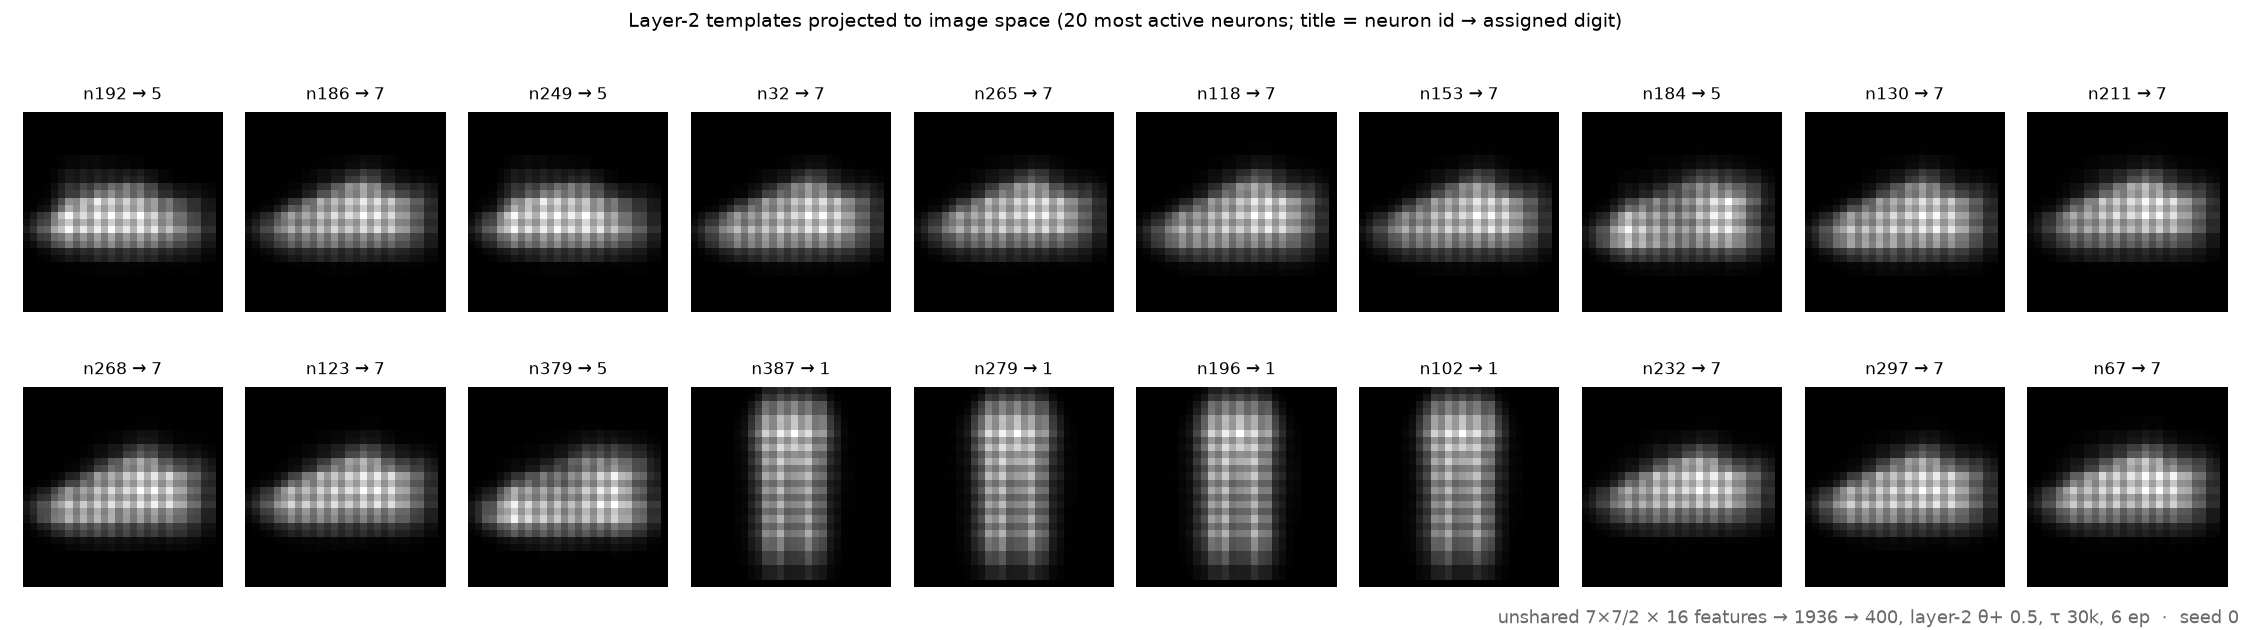 Layer-2 templates projected to image space (20 most active neurons; title = neuron id → assigned digit)
n192 → 5 n186 → 7 n249 → 5 n32 → 7 n265 → 7 n118 → 7 n153 → 7 n184 → 5 n130 → 7 n211 → 7
n268 → 7 n123 → 7 n379 → 5 n387 → 1 n279 → 1 n196 → 1 n102 → 1 n232 → 7 n297 → 7 n67 → 7
unshared 7×7/2 × 16 features → 1936 → 400, layer-2 θ+ 0.5, τ 30k, 6 ep · seed 0